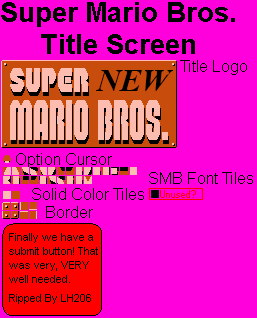 Super Mario Bros.
Title Screen
Title Logo
SUPER NEW
MARIO BROS.
Option Cursor
SMB Font Tiles
Solid Color Tiles
Unused?
Border
Finally we have a
submit button! That
was very, VERY
well needed.
Ripped By LH206